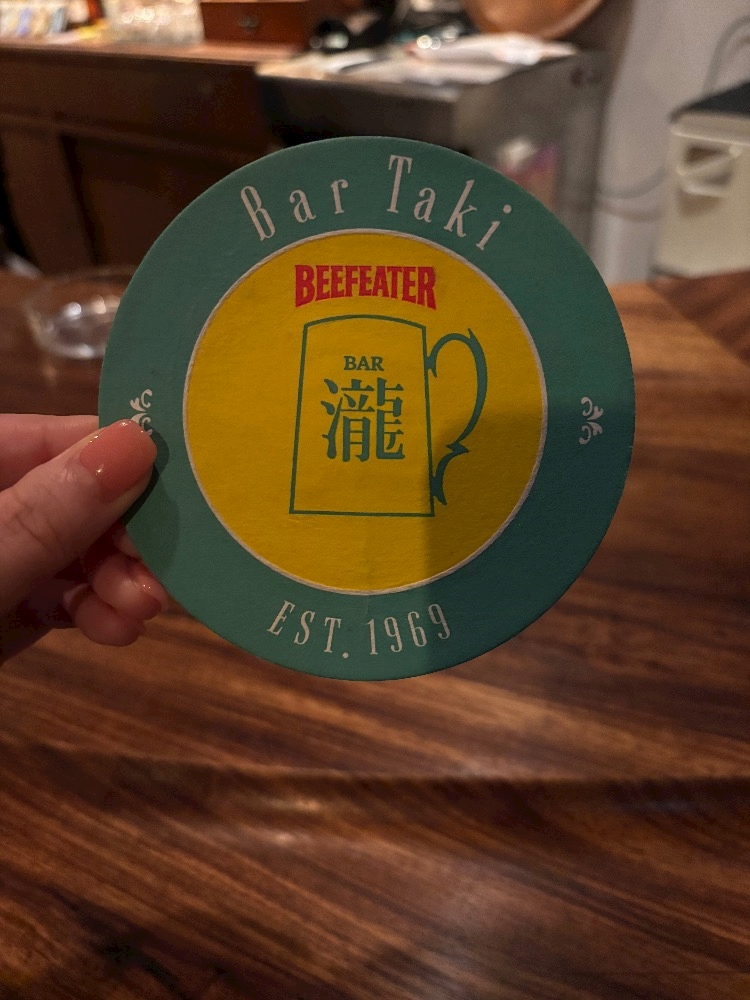 Bar Taki
BEEFEATER
BAR
瀧
EST. 1969